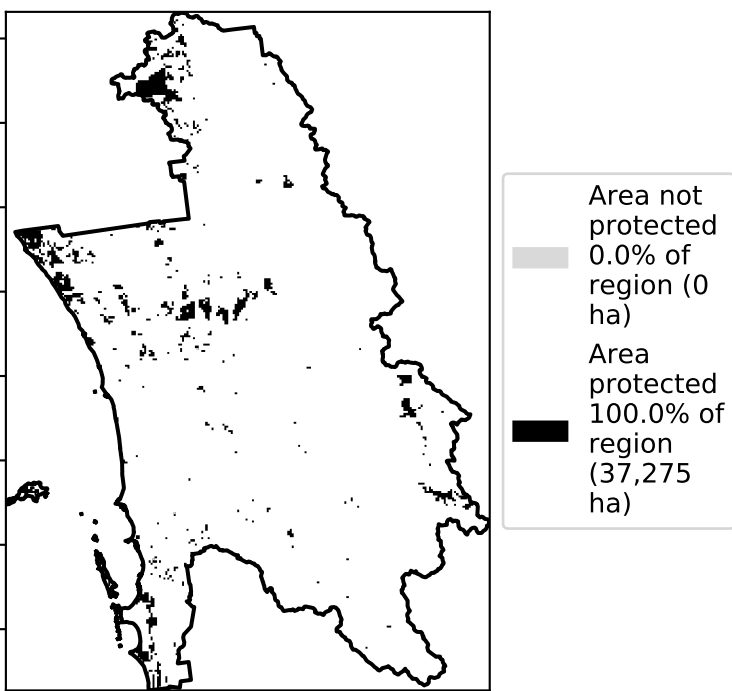 Area not
protected
0.0% of
region (0
ha)
Area
protected
100.0% of
region
(37,275
ha)